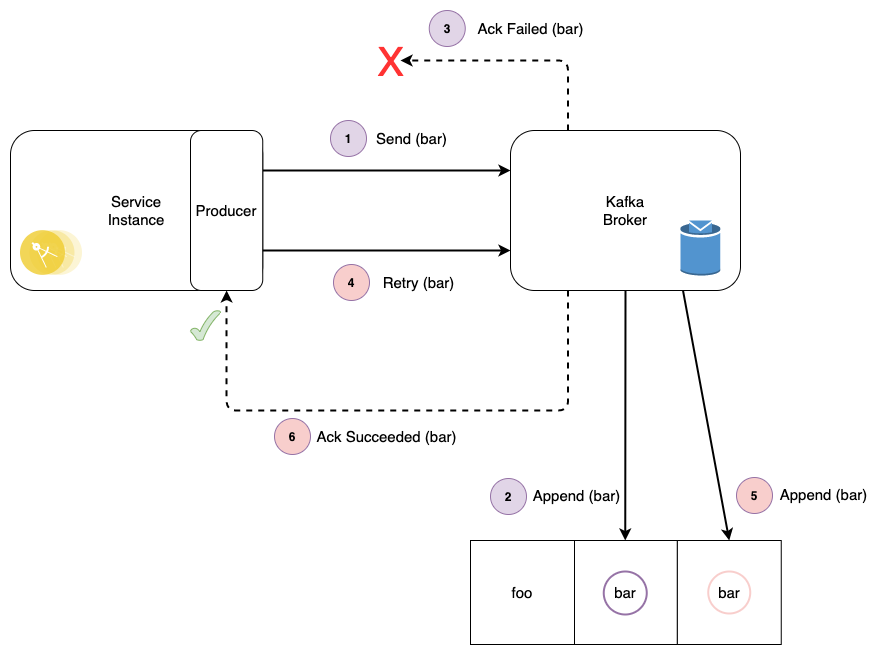 3 Ack Failed (bar)
X
1 Send (bar)
Service
Instance
Producer
Kafka
Broker
4 Retry (bar)
6 Ack Succeeded (bar)
2 Append (bar)
5 Append (bar)
foo
bar
bar